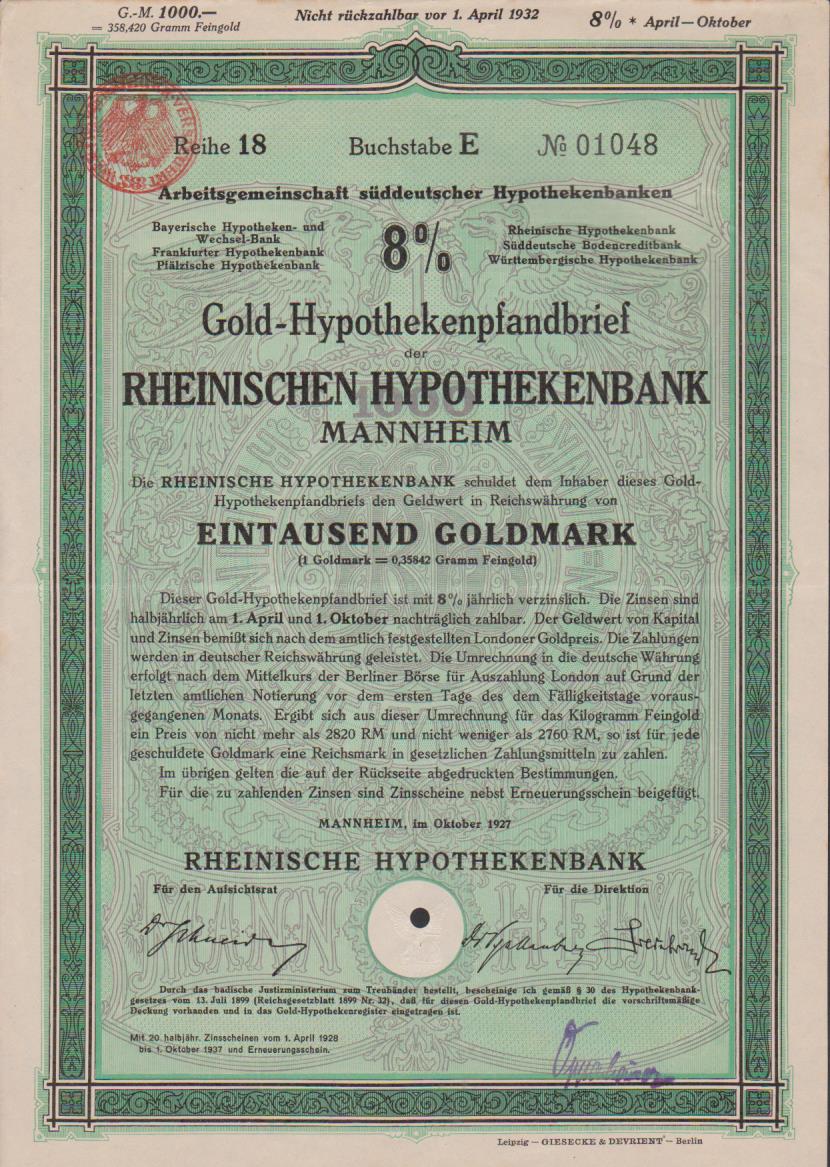 G.-M. 1000.—
= 358,420 Gramm Feingold
Nicht rückzahlbar vor 1. April 1932
8% * April — Oktober
Reihe 18 Buchstabe E № 01048
Arbeitsgemeinschaft süddeutscher Hypothekenbanken
Bayerische Hypotheken- und
Wechsel-Bank
Frankfurter Hypothekenbank
Pfälzische Hypothekenbank
8%
Rheinische Hypothekenbank
Süddeutsche Bodencreditbank
Württembergische Hypothekenbank
Gold-Hypothekenpfandbrief
der
RHEINISCHEN HYPOTHEKENBANK
1000
MANNHEIM
Die RHEINISCHE HYPOTHEKENBANK schuldet dem Inhaber dieses Gold-
Hypothekenpfandbriefs den Geldwert in Reichswährung von
EINTAUSEND GOLDMARK
(1 Goldmark = 0,35842 Gramm Feingold)
Dieser Gold-Hypothekenpfandbrief ist mit 8% jährlich verzinslich. Die Zinsen sind
halbjährlich am 1. April und 1. Oktober nachträglich zahlbar. Der Geldwert von Kapital
und Zinsen bemißt sich nach dem amtlich festgestellten Londoner Goldpreis. Die Zahlungen
werden in deutscher Reichswährung geleistet. Die Umrechnung in die deutsche Währung
erfolgt nach dem Mittelkurs der Berliner Börse für Auszahlung London auf Grund der
letzten amtlichen Notierung vor dem ersten Tage des dem Fälligkeitstage voraus-
gegangenen Monats. Ergibt sich aus dieser Umrechnung für das Kilogramm Feingold
ein Preis von nicht mehr als 2820 RM und nicht weniger als 2760 RM, so ist für jede
geschuldete Goldmark eine Reichsmark in gesetzlichen Zahlungsmitteln zu zahlen.
Im übrigen gelten die auf der Rückseite abgedruckten Bestimmungen.
Für die zu zahlenden Zinsen sind Zinsscheine nebst Erneuerungsschein beigefügt.
MANNHEIM, im Oktober 1927
RHEINISCHE HYPOTHEKENBANK
Für den Aufsichtsrat
Für die Direktion
MANNHEIM
Durch das badische Justizministerium zum Treuhänder bestellt, bescheinige ich gemäß § 30 des Hypothekenbank-
gesetzes vom 13. Juli 1899 (Reichsgesetzblatt 1899 Nr. 32), daß für diesen Gold-Hypothekenpfandbrief die vorschriftsmäßige
Deckung vorhanden und in das Gold-Hypothekenregister eingetragen ist.
Mit 20 halbjähr. Zinsscheinen vom 1. April 1928
bis 1. Oktober 1937 und Erneuerungsschein.
Leipzig — GIESECKE & DEVRIENT — Berlin